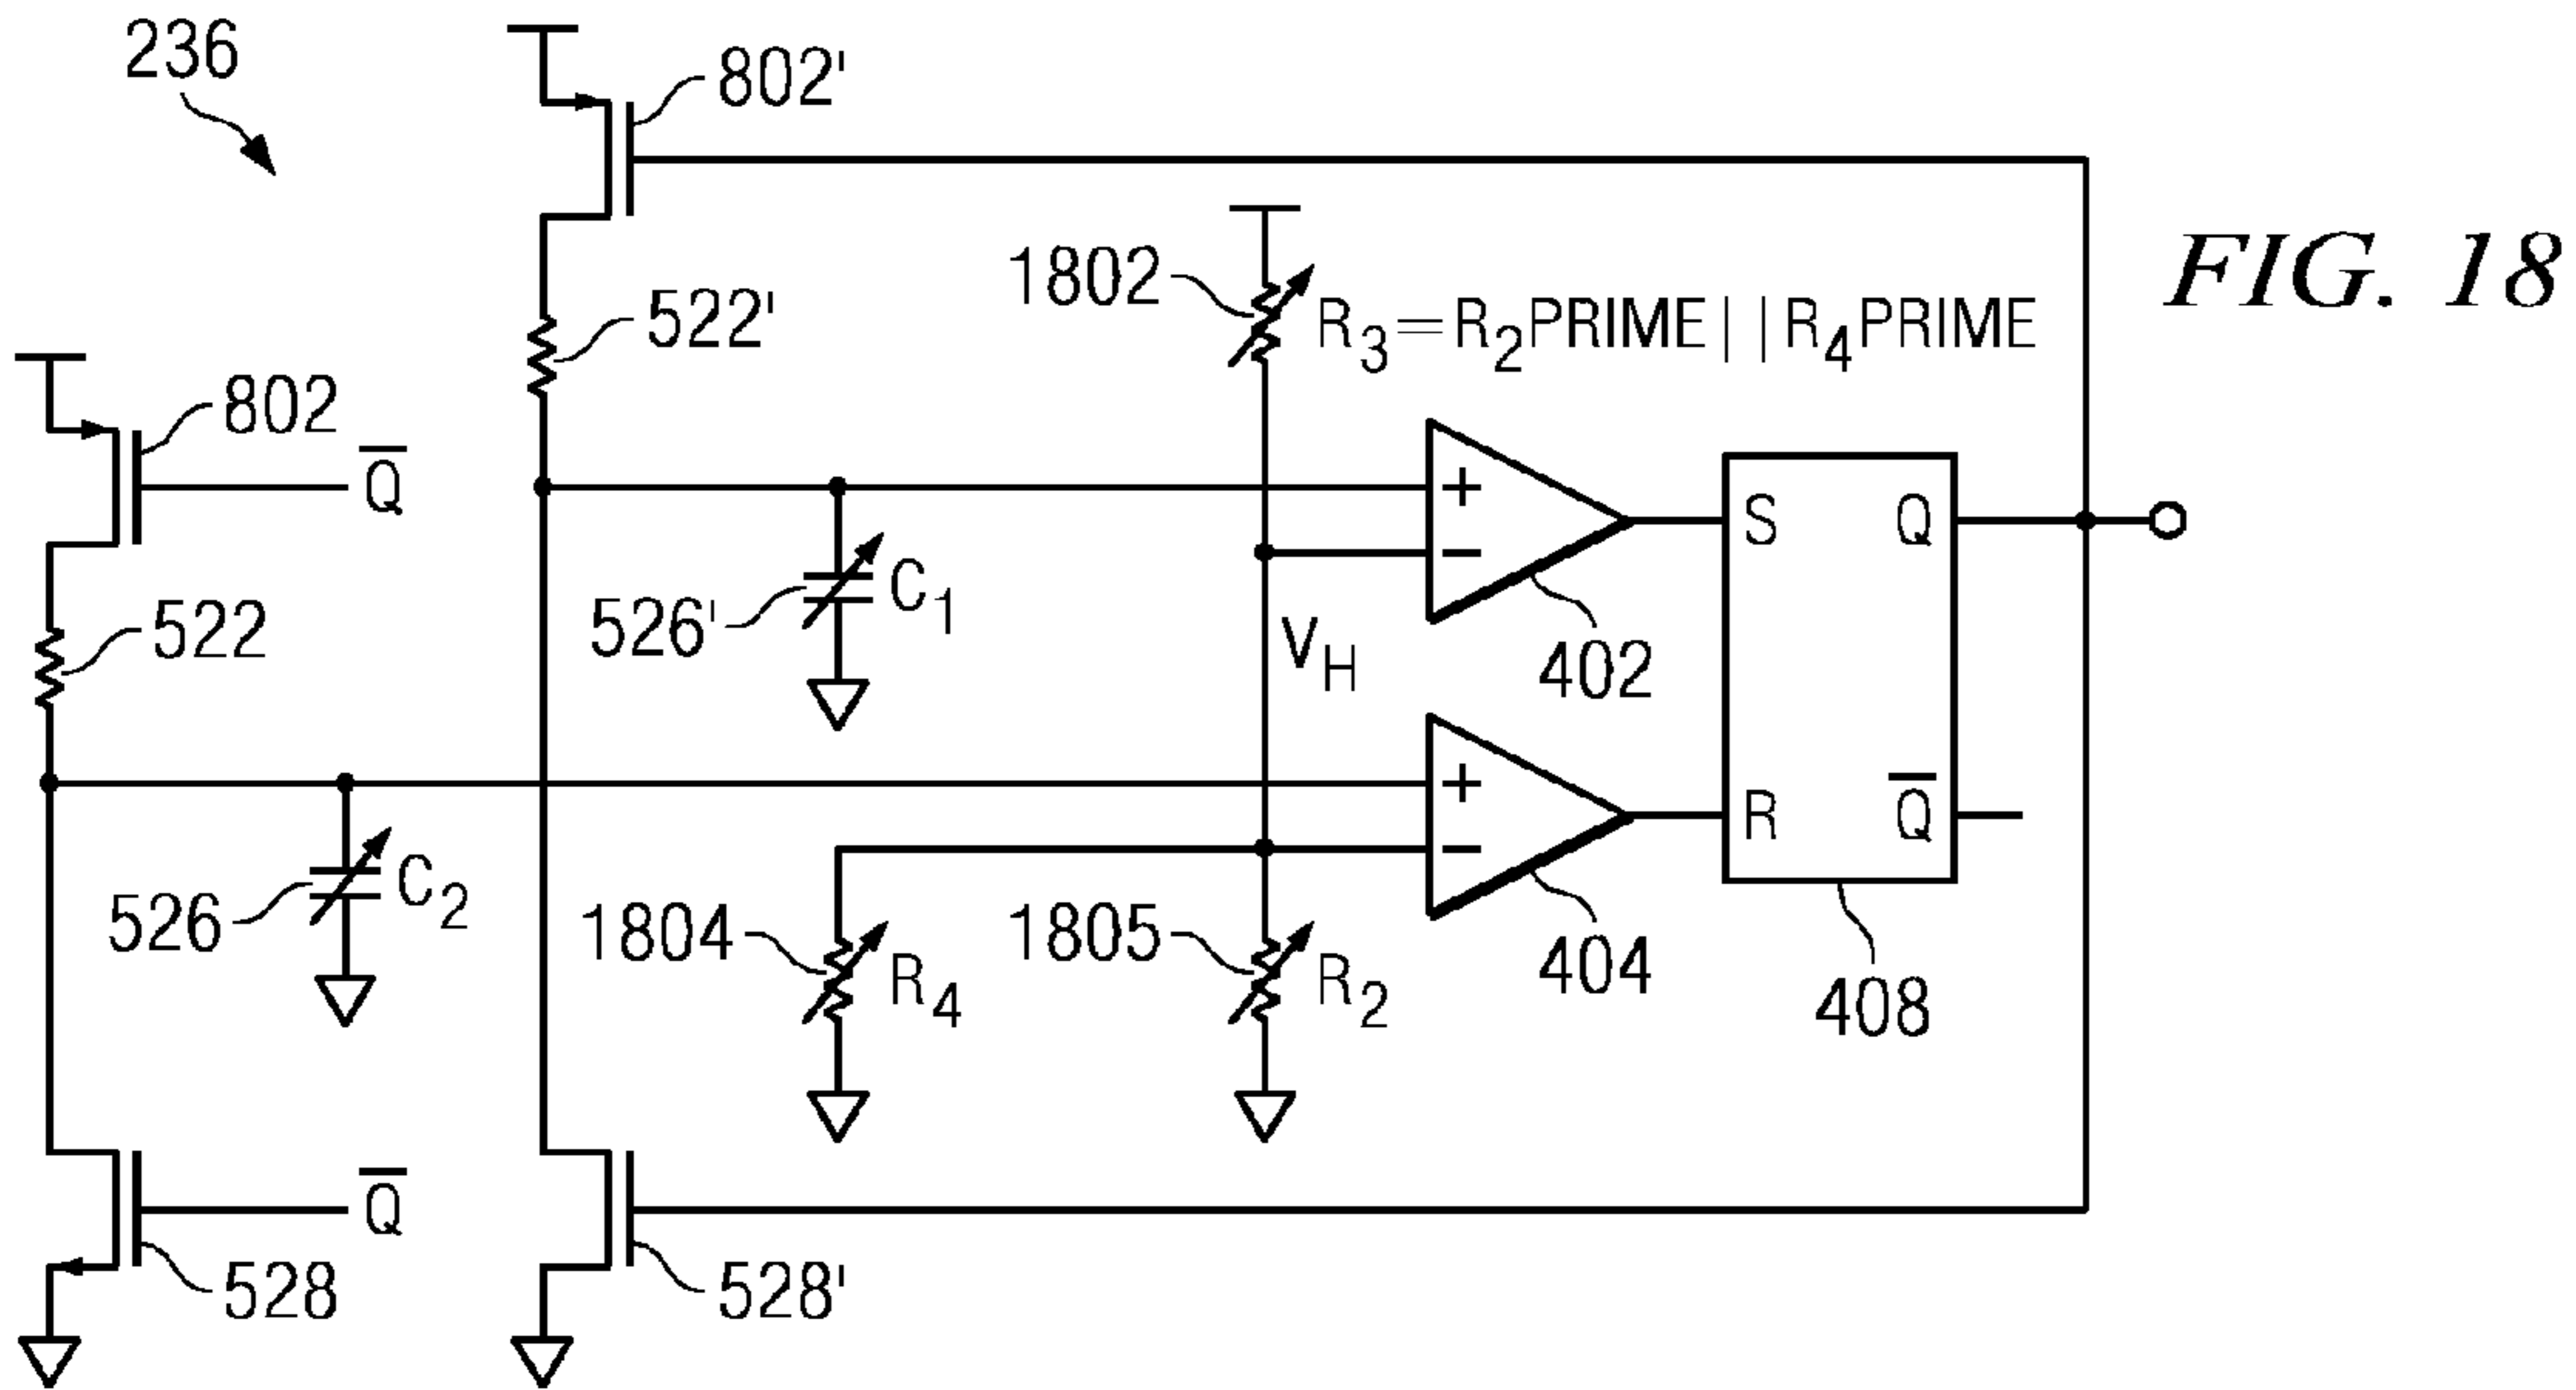 236
802'
FIG. 18
1802
R₃=R₂PRIME||R₄PRIME
522'
802
Q̅
+
−
S
Q
522
526'
C₁
V_H
402
+
−
R
Q̅
526
C₂
1804
R₄
1805
R₂
404
408
Q̅
528
528'